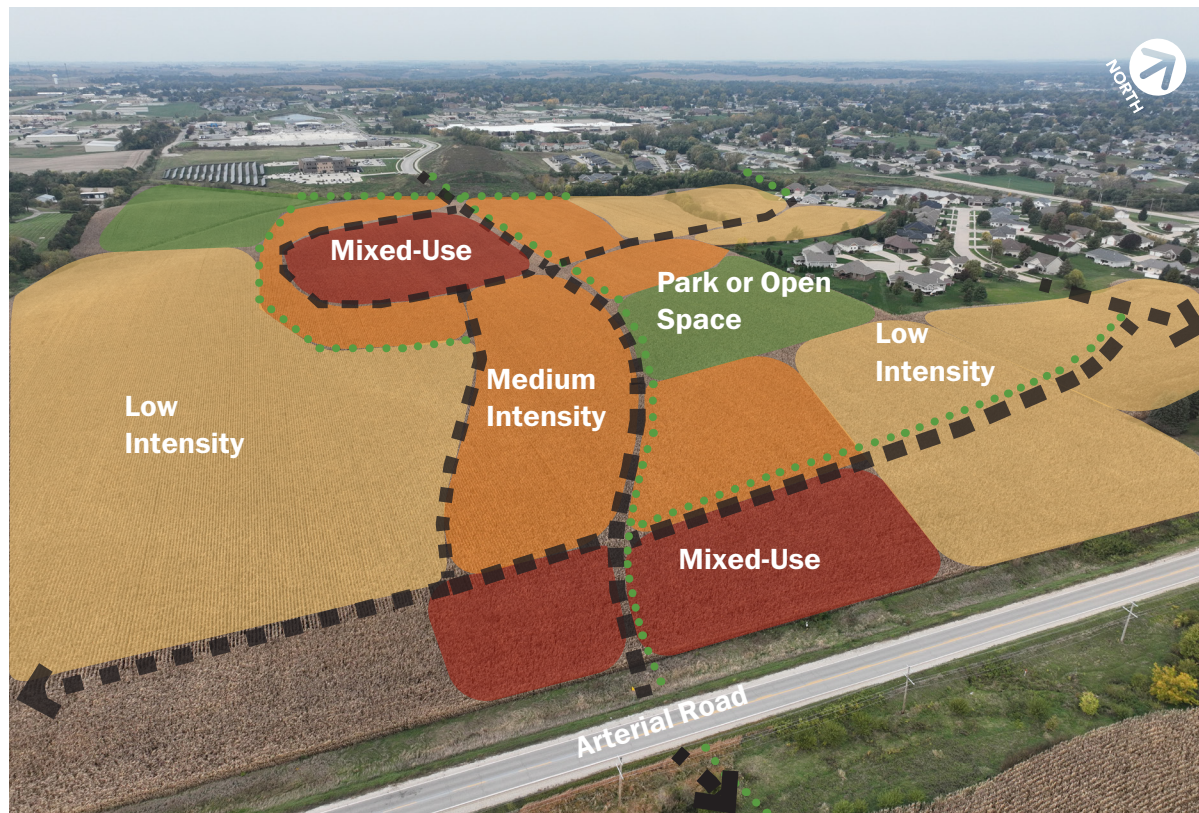 NORTH
Mixed-Use
Park or Open
Space
Low
Intensity
Medium
Intensity
Low
Intensity
Mixed-Use
Arterial Road